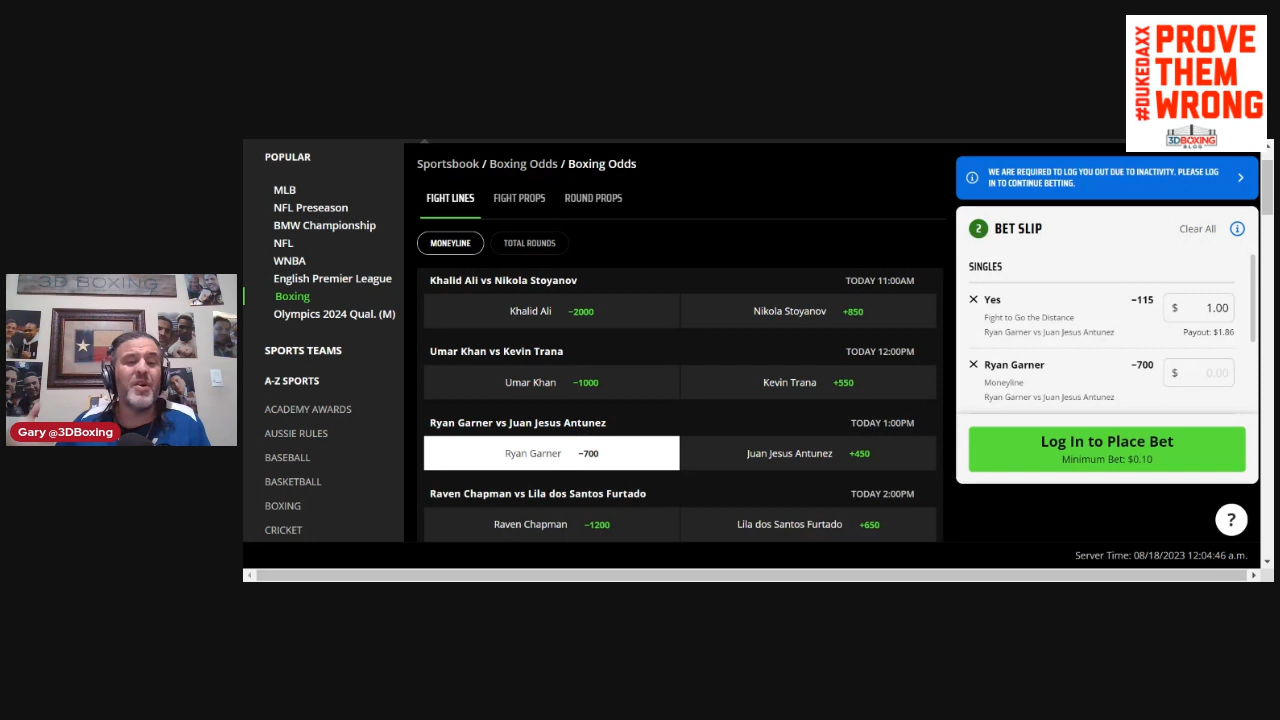 #DUKEDAXX
PROVE
THEM
WRONG
3DBOXING
BLOG
3D BOXING
Gary @3DBoxing
POPULAR
MLB
NFL Preseason
BMW Championship
NFL
WNBA
English Premier League
Boxing
Olympics 2024 Qual. (M)
SPORTS TEAMS
A-Z SPORTS
ACADEMY AWARDS
AUSSIE RULES
BASEBALL
BASKETBALL
BOXING
CRICKET
Sportsbook / Boxing Odds / Boxing Odds
FIGHT LINES FIGHT PROPS ROUND PROPS
MONEYLINE TOTAL ROUNDS
Khalid Ali vs Nikola Stoyanov TODAY 11:00AM
Khalid Ali −2000 Nikola Stoyanov +850
Umar Khan vs Kevin Trana TODAY 12:00PM
Umar Khan −1000 Kevin Trana +550
Ryan Garner vs Juan Jesus Antunez TODAY 1:00PM
Ryan Garner −700 Juan Jesus Antunez +450
Raven Chapman vs Lila dos Santos Furtado TODAY 2:00PM
Raven Chapman −1200 Lila dos Santos Furtado +650
WE ARE REQUIRED TO LOG YOU OUT DUE TO INACTIVITY. PLEASE LOG
IN TO CONTINUE BETTING.
2 BET SLIP Clear All
SINGLES
Yes −115 $ 1.00
Fight to Go the Distance
Ryan Garner vs Juan Jesus Antunez Payout: $1.86
Ryan Garner −700 $ 0.00
Moneyline
Ryan Garner vs Juan Jesus Antunez
Log In to Place Bet
Minimum Bet: $0.10
?
Server Time: 08/18/2023 12:04:46 a.m.